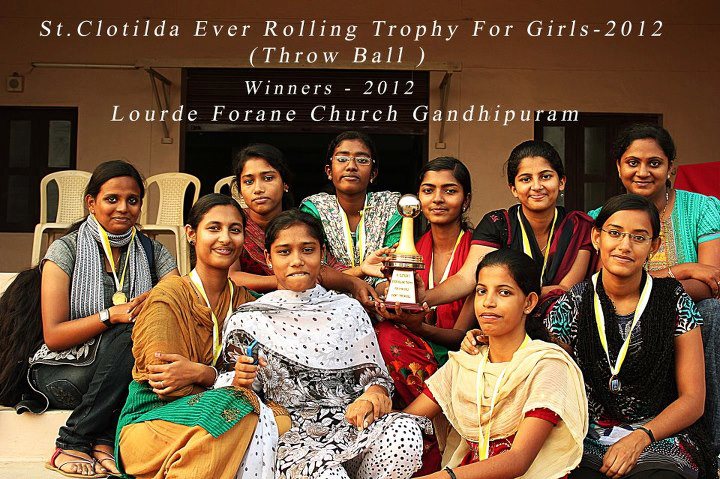 St.Clotilda Ever Rolling Trophy For Girls-2012
(Throw Ball )
Winners - 2012
Lourde Forane Church Gandhipuram